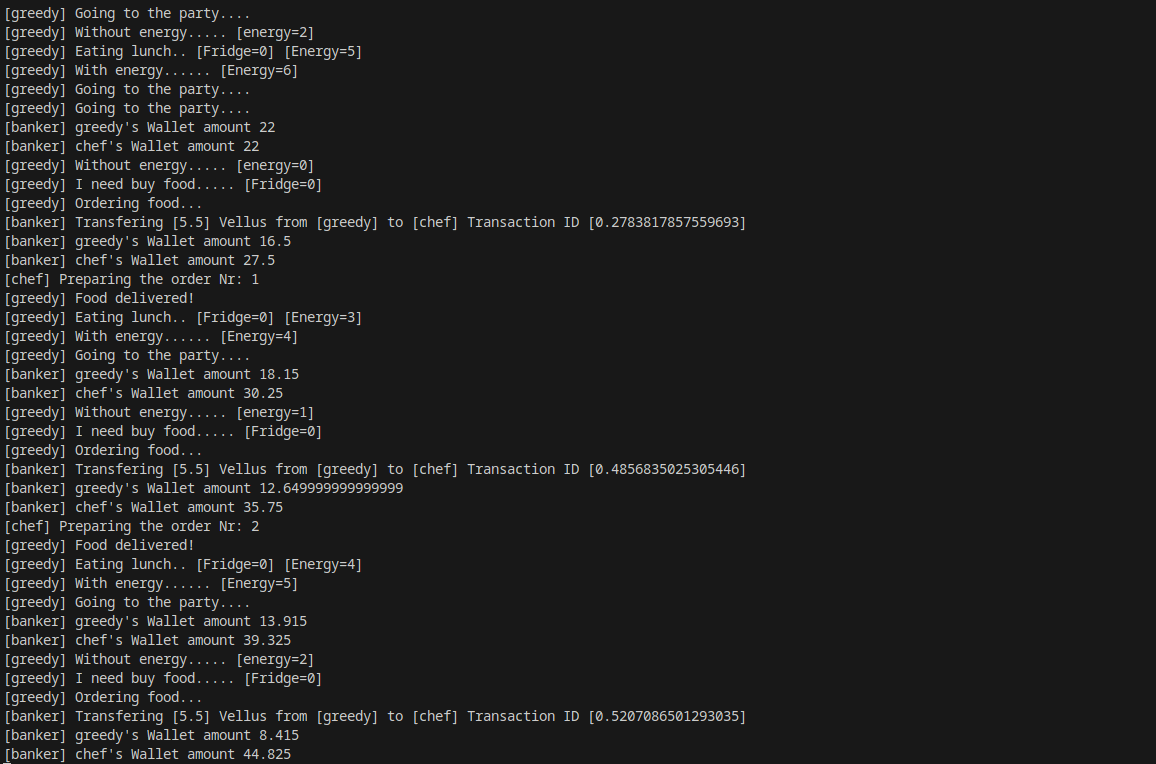 [greedy] Going to the party....
[greedy] Without energy..... [energy=2]
[greedy] Eating lunch.. [Fridge=0] [Energy=5]
[greedy] With energy...... [Energy=6]
[greedy] Going to the party....
[greedy] Going to the party....
[banker] greedy's Wallet amount 22
[banker] chef's Wallet amount 22
[greedy] Without energy..... [energy=0]
[greedy] I need buy food..... [Fridge=0]
[greedy] Ordering food...
[banker] Transfering [5.5] Vellus from [greedy] to [chef] Transaction ID [0.2783817857559693]
[banker] greedy's Wallet amount 16.5
[banker] chef's Wallet amount 27.5
[chef] Preparing the order Nr: 1
[greedy] Food delivered!
[greedy] Eating lunch.. [Fridge=0] [Energy=3]
[greedy] With energy...... [Energy=4]
[greedy] Going to the party....
[banker] greedy's Wallet amount 18.15
[banker] chef's Wallet amount 30.25
[greedy] Without energy..... [energy=1]
[greedy] I need buy food..... [Fridge=0]
[greedy] Ordering food...
[banker] Transfering [5.5] Vellus from [greedy] to [chef] Transaction ID [0.4856835025305446]
[banker] greedy's Wallet amount 12.649999999999999
[banker] chef's Wallet amount 35.75
[chef] Preparing the order Nr: 2
[greedy] Food delivered!
[greedy] Eating lunch.. [Fridge=0] [Energy=4]
[greedy] With energy...... [Energy=5]
[greedy] Going to the party....
[banker] greedy's Wallet amount 13.915
[banker] chef's Wallet amount 39.325
[greedy] Without energy..... [energy=2]
[greedy] I need buy food..... [Fridge=0]
[greedy] Ordering food...
[banker] Transfering [5.5] Vellus from [greedy] to [chef] Transaction ID [0.5207086501293035]
[banker] greedy's Wallet amount 8.415
[banker] chef's Wallet amount 44.825